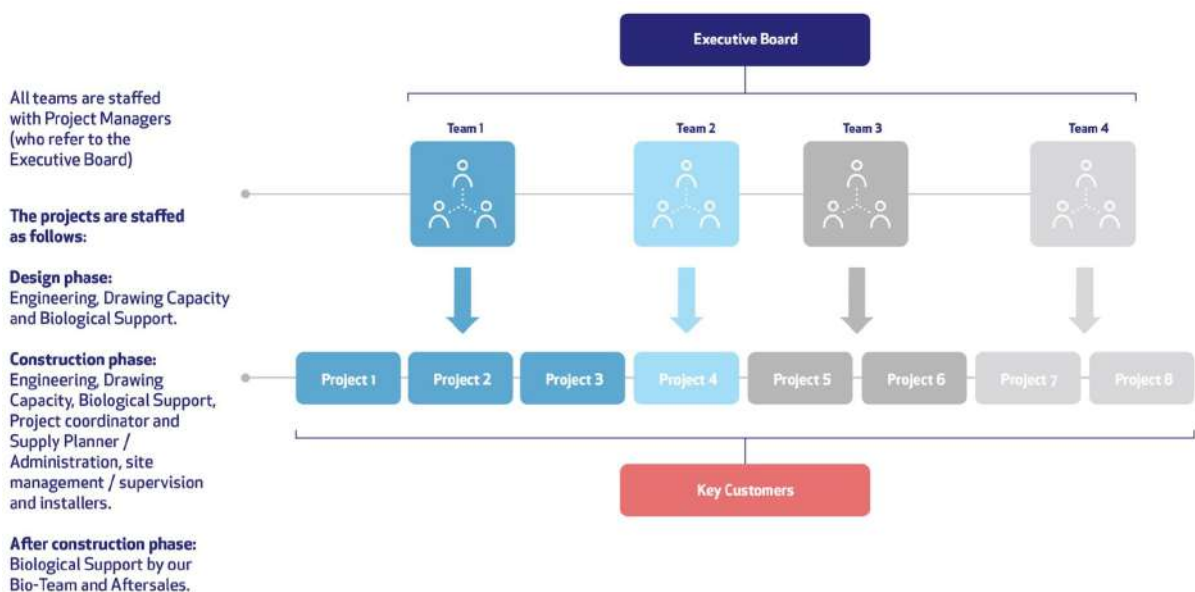 Executive Board
All teams are staffed
with Project Managers
(who refer to the
Executive Board)
Team 1
Team 2
Team 3
Team 4
The projects are staffed
as follows:
Design phase:
Engineering, Drawing Capacity
and Biological Support.
Construction phase:
Engineering, Drawing
Capacity, Biological Support,
Project coordinator and
Supply Planner /
Administration, site
management / supervision
and installers.
Project 1
Project 2
Project 3
Project 4
Project 5
Project 6
Project 7
Project 8
Key Customers
After construction phase:
Biological Support by our
Bio-Team and Aftersales.